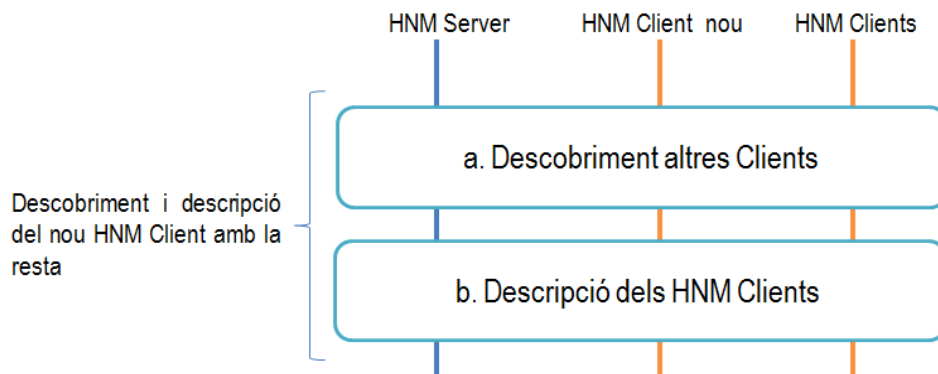 HNM Server
HNM Client nou
HNM Clients
a. Descobriment altres Clients
Descobriment i descripció
del nou HNM Client amb la
resta
b. Descripció dels HNM Clients